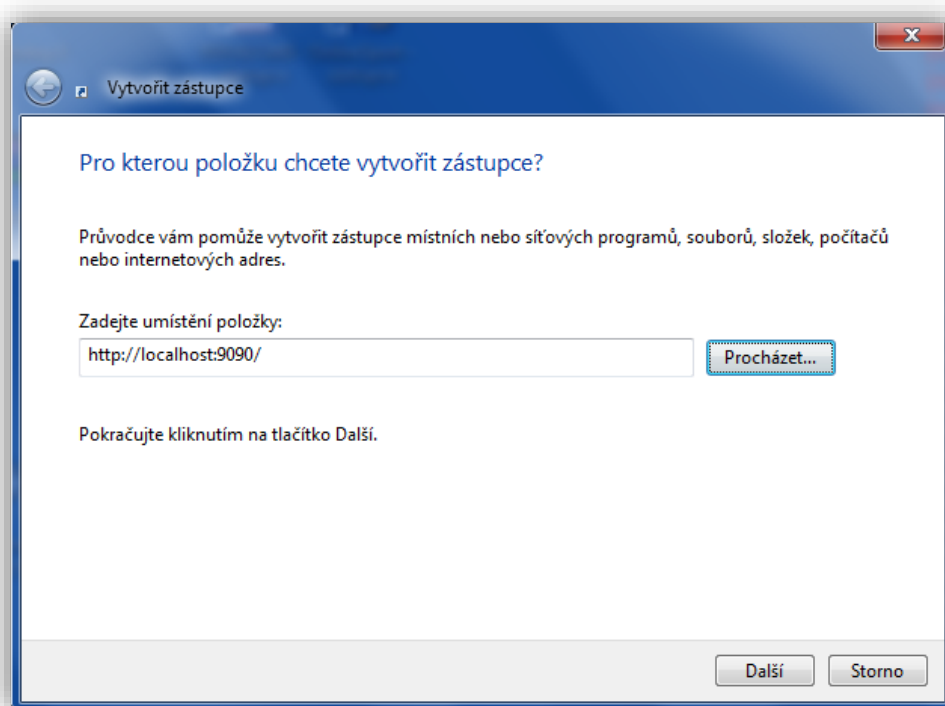 Vytvořit zástupce
Pro kterou položku chcete vytvořit zástupce?
Průvodce vám pomůže vytvořit zástupce místních nebo síťových programů, souborů, složek, počítačů
nebo internetových adres.
Zadejte umístění položky:
http://localhost:9090/
Procházet...
Pokračujte kliknutím na tlačítko Další.
Další
Storno